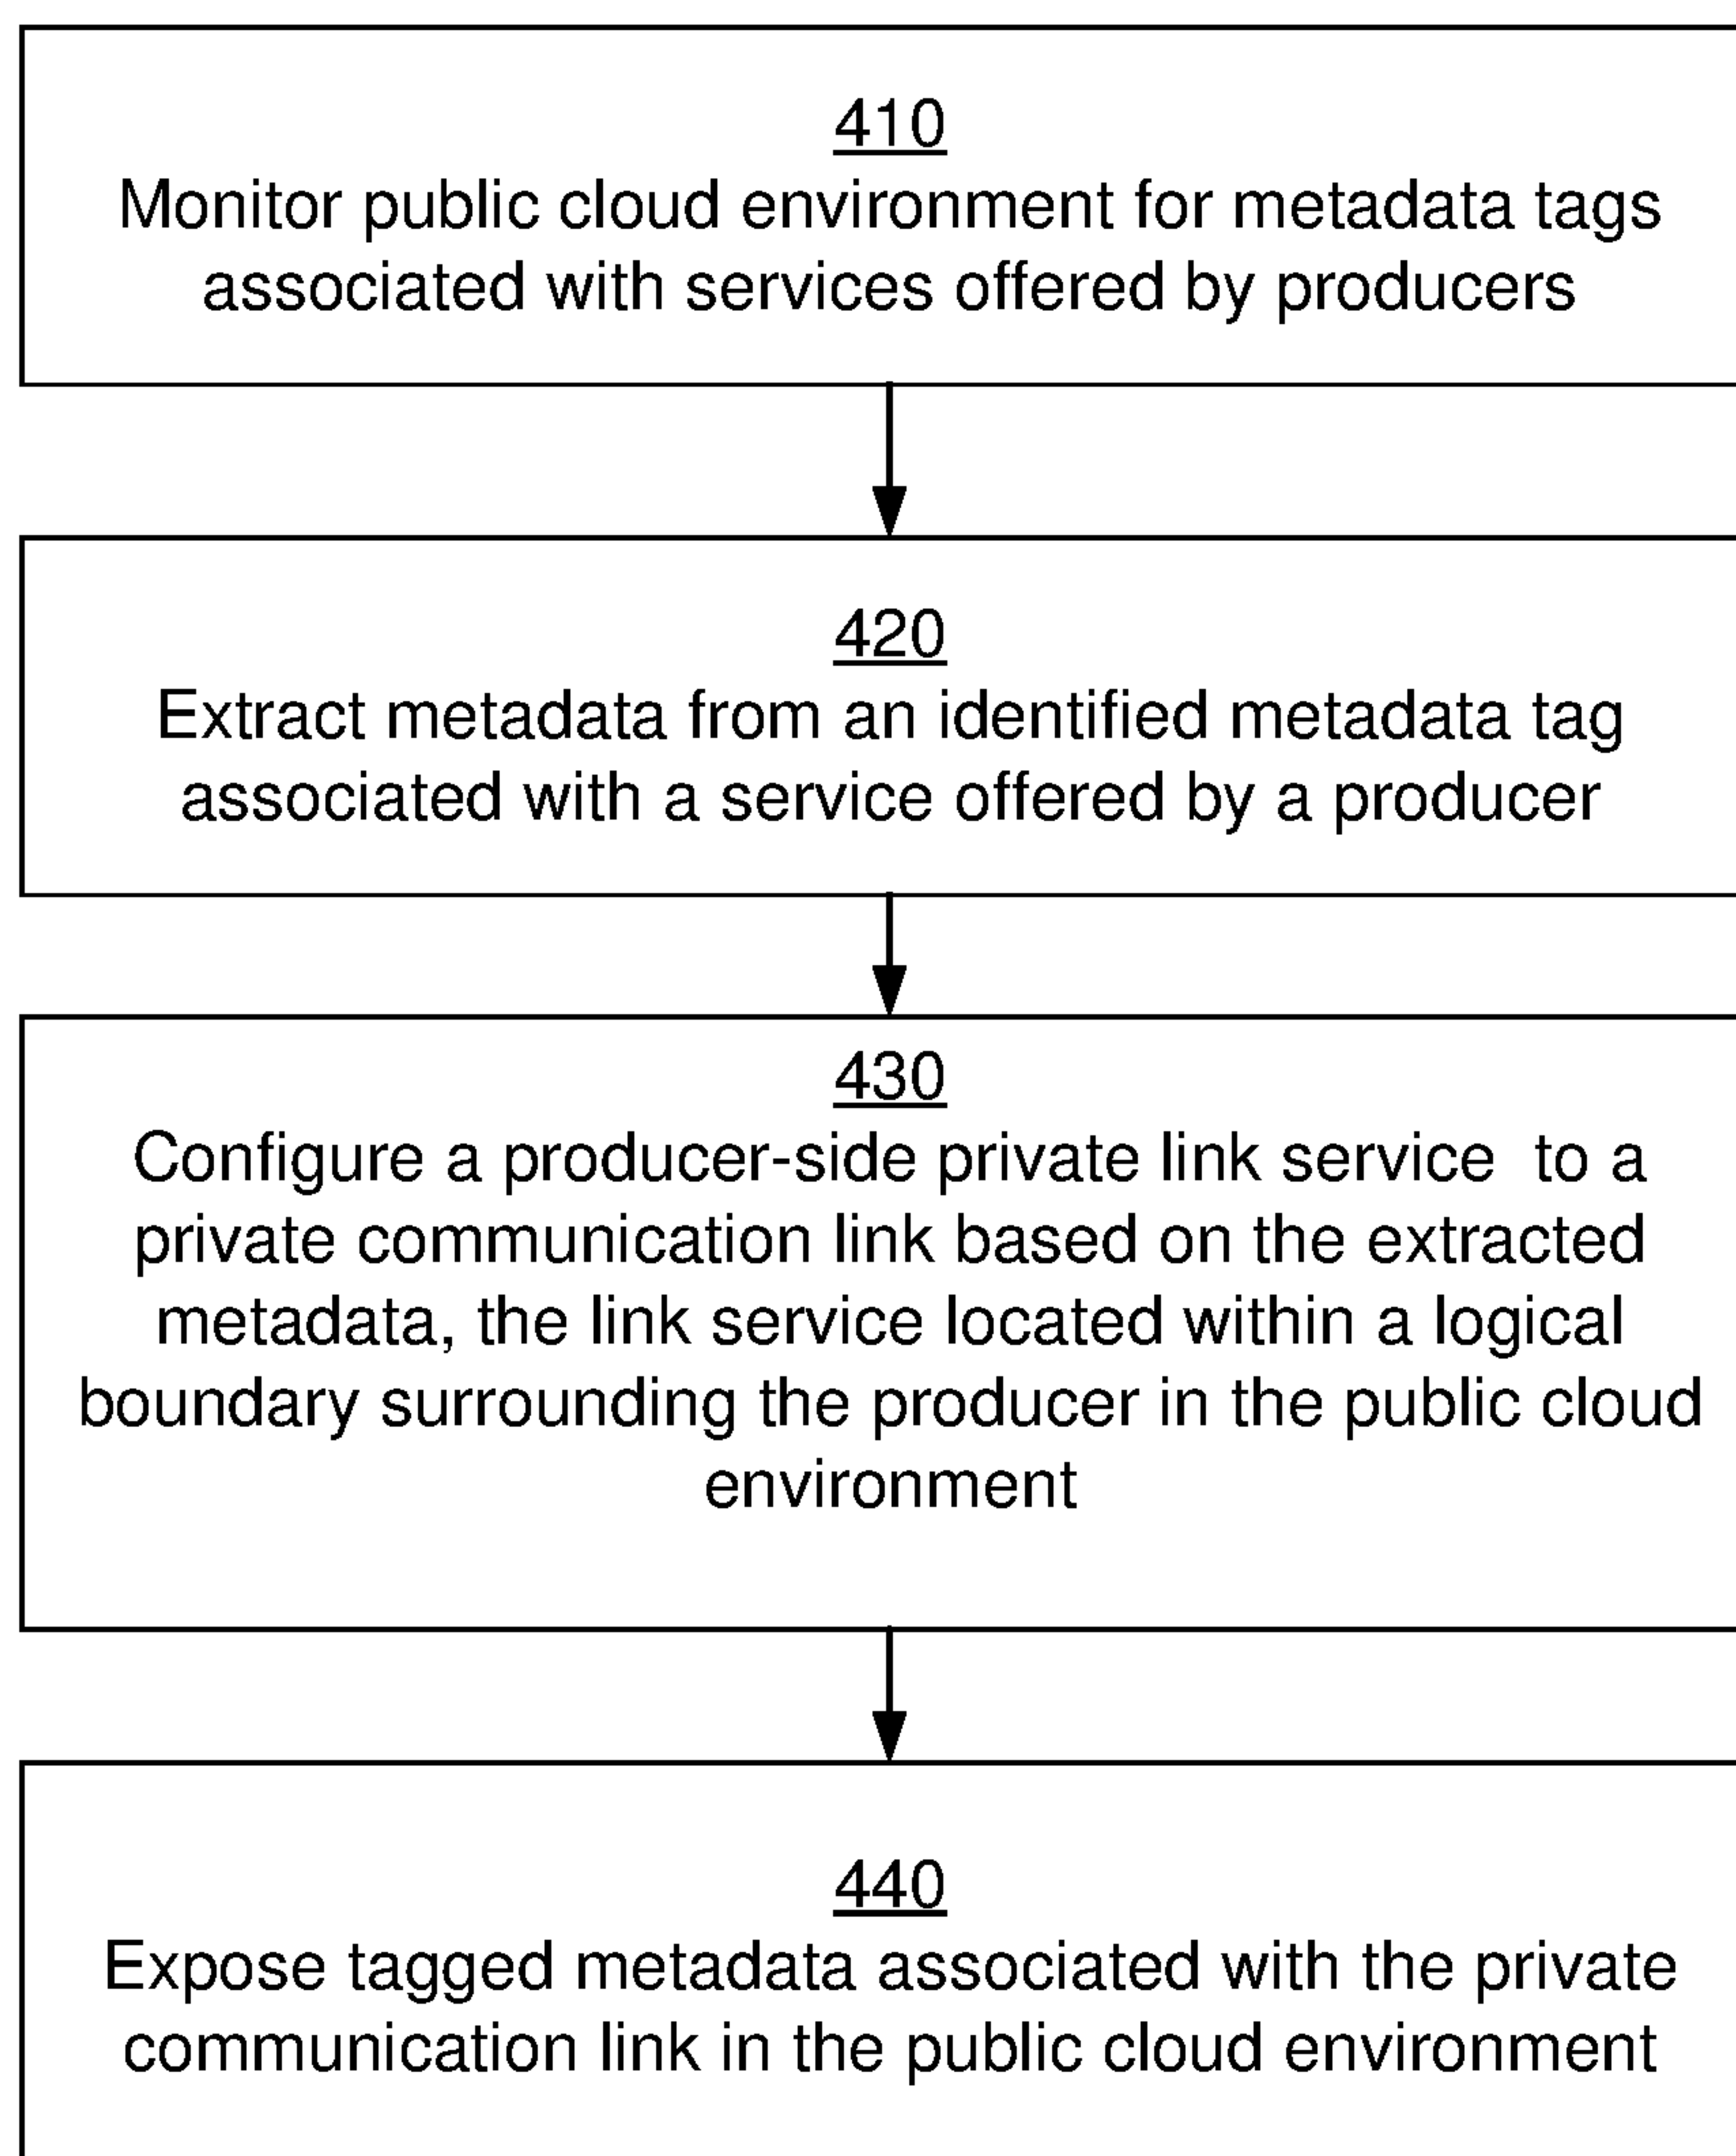 410
Monitor public cloud environment for metadata tags
associated with services offered by producers
420
Extract metadata from an identified metadata tag
associated with a service offered by a producer
430
Configure a producer-side private link service  to a
private communication link based on the extracted
metadata, the link service located within a logical
boundary surrounding the producer in the public cloud
environment
440
Expose tagged metadata associated with the private
communication link in the public cloud environment